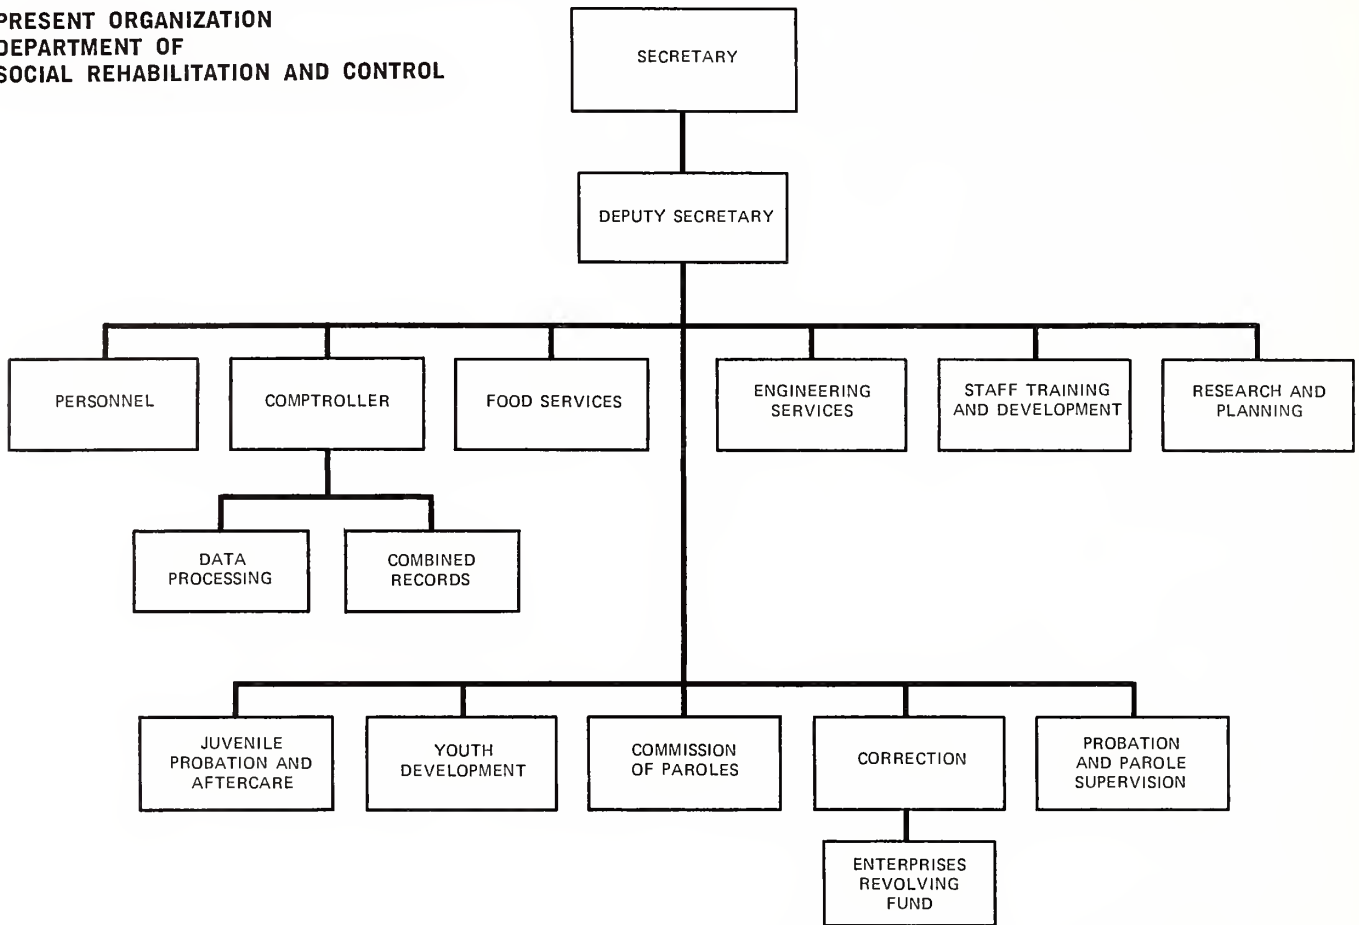 PRESENT ORGANIZATION
DEPARTMENT OF
SOCIAL REHABILITATION AND CONTROL
SECRETARY
DEPUTY SECRETARY
PERSONNEL
COMPTROLLER
FOOD SERVICES
ENGINEERING
SERVICES
STAFF TRAINING
AND DEVELOPMENT
RESEARCH AND
PLANNING
DATA
PROCESSING
COMBINED
RECORDS
JUVENILE
PROBATION AND
AFTERCARE
YOUTH
DEVELOPMENT
COMMISSION
OF PAROLES
CORRECTION
PROBATION
AND PAROLE
SUPERVISION
ENTERPRISES
REVOLVING
FUND